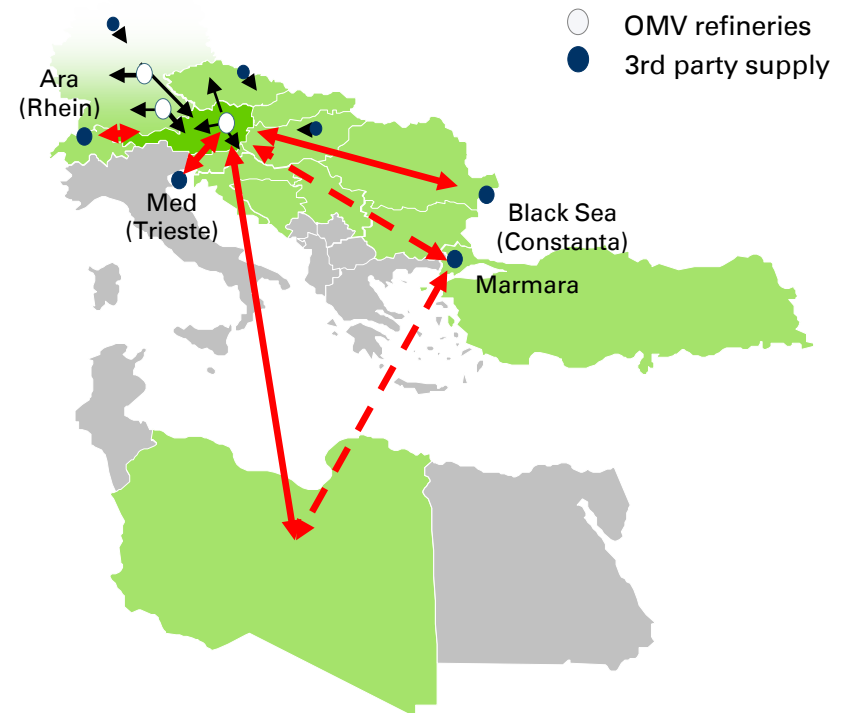 OMV refineries
3rd party supply
Ara
(Rhein)
Med
(Trieste)
Black Sea
(Constanta)
Marmara